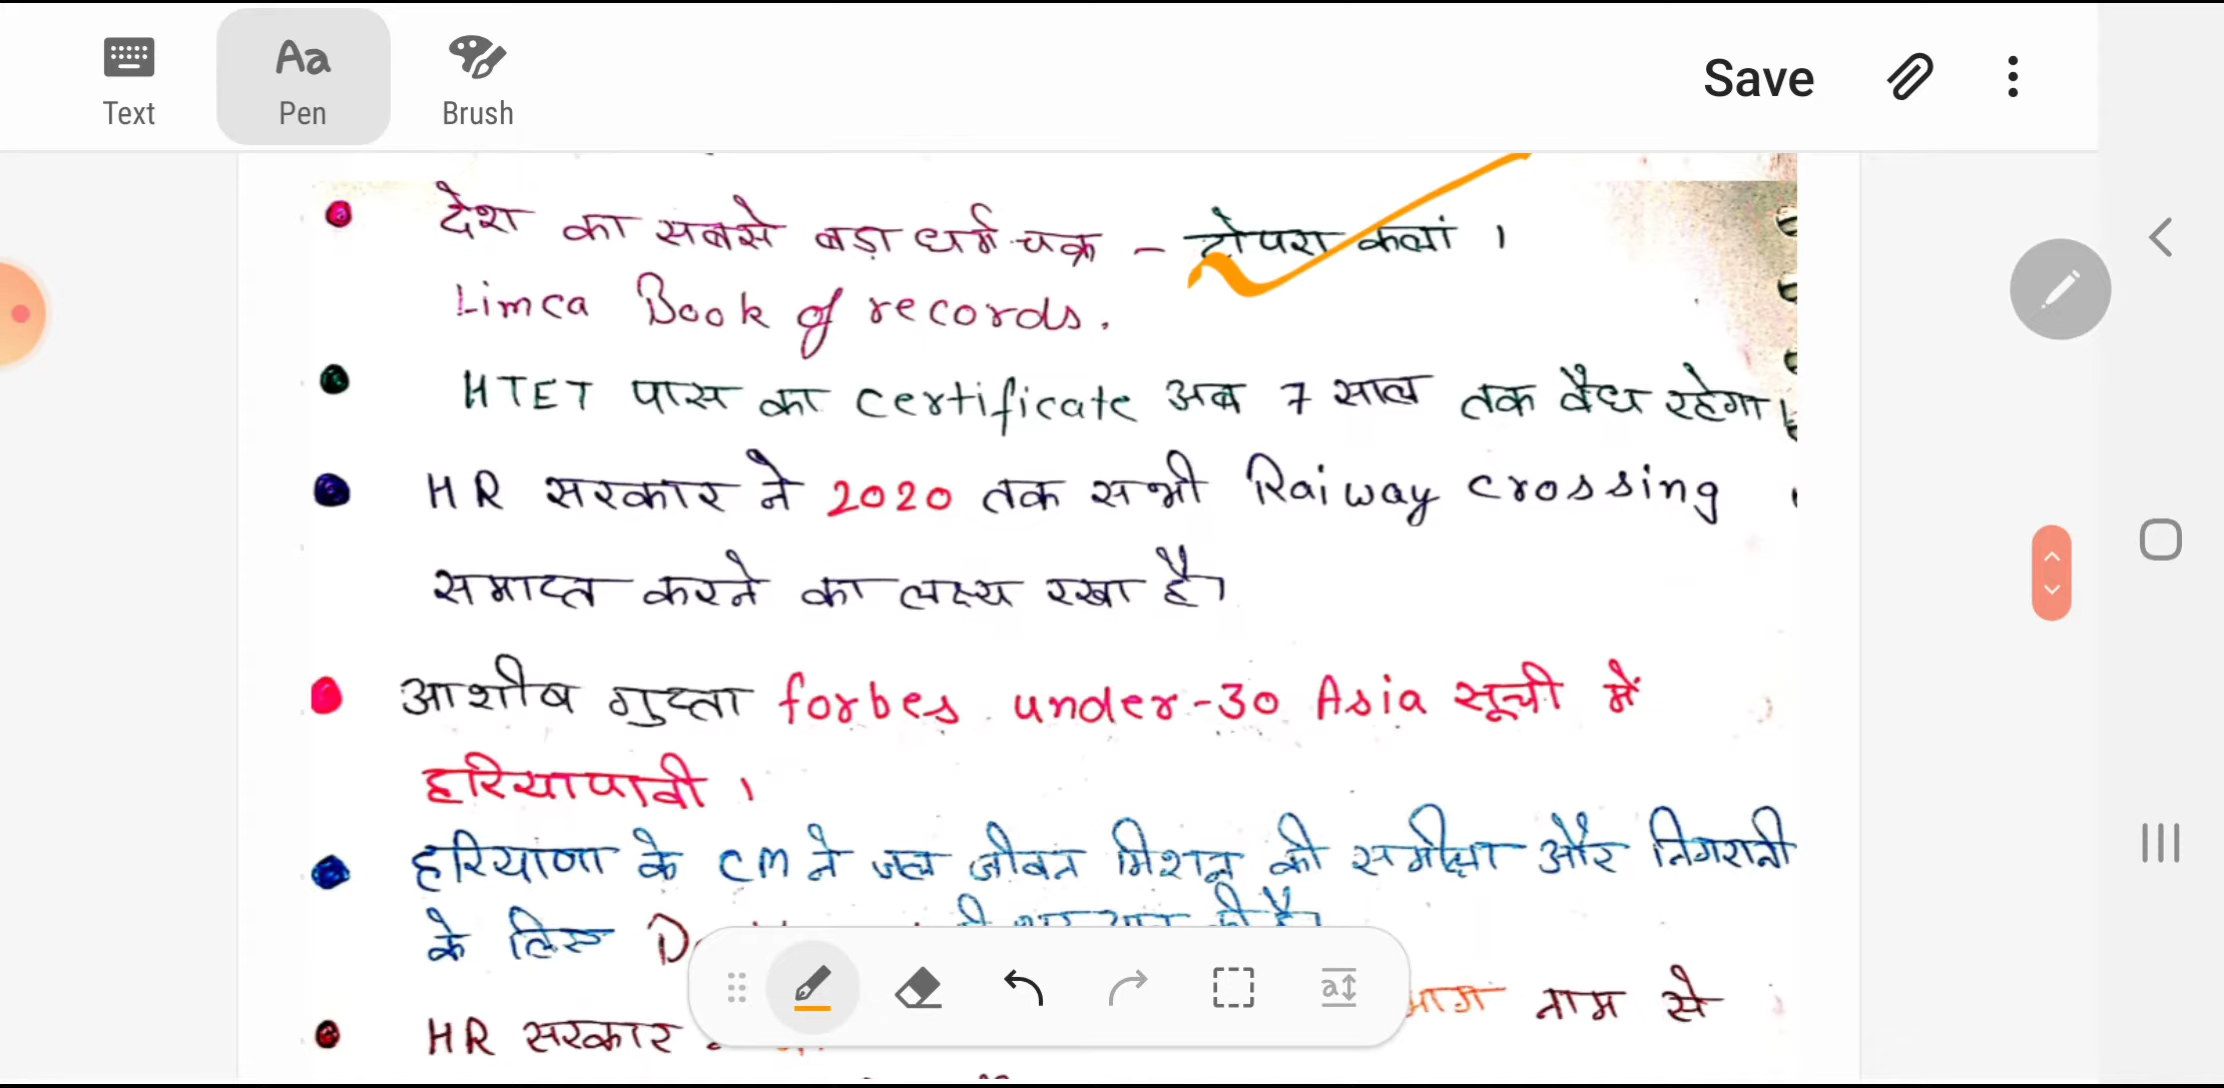 Text
Aa
Pen
Brush
Save
देश का सबसे बड़ा धर्म चक्र - टोपरा कलां ।
Limca Book of records.
HTET पास का certificate अब 7 साल तक वैध रहेगा ।
HR सरकार ने 2020 तक सभी Raiway crossing
समाप्त करने का लक्ष्य रखा है।
आशीष गुप्ता forbes under-30 Asia सूची में
हरियाणवी ।
हरियाणा के CM ने जल जीवन मिशन की समीक्षा और निगरानी
के लिए
HR सरकार
नाम से